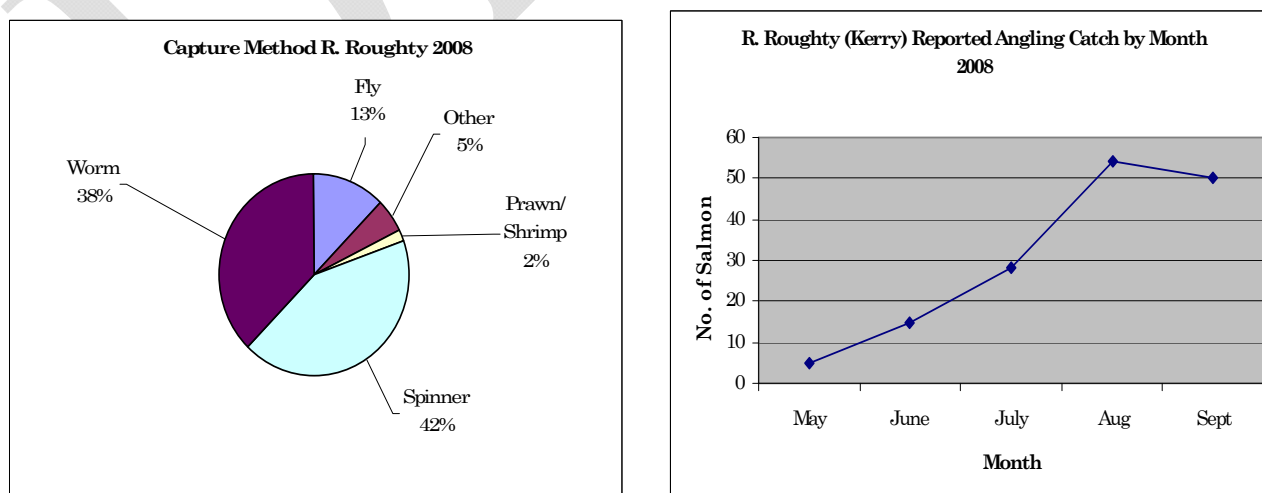 Capture Method R. Roughty 2008
Fly
13%
Other
5%
Worm
38%
Prawn/
Shrimp
2%
Spinner
42%
R. Roughty (Kerry) Reported Angling Catch by Month
2008
No. of Salmon
60
50
40
30
20
10
0
May June July Aug Sept
Month